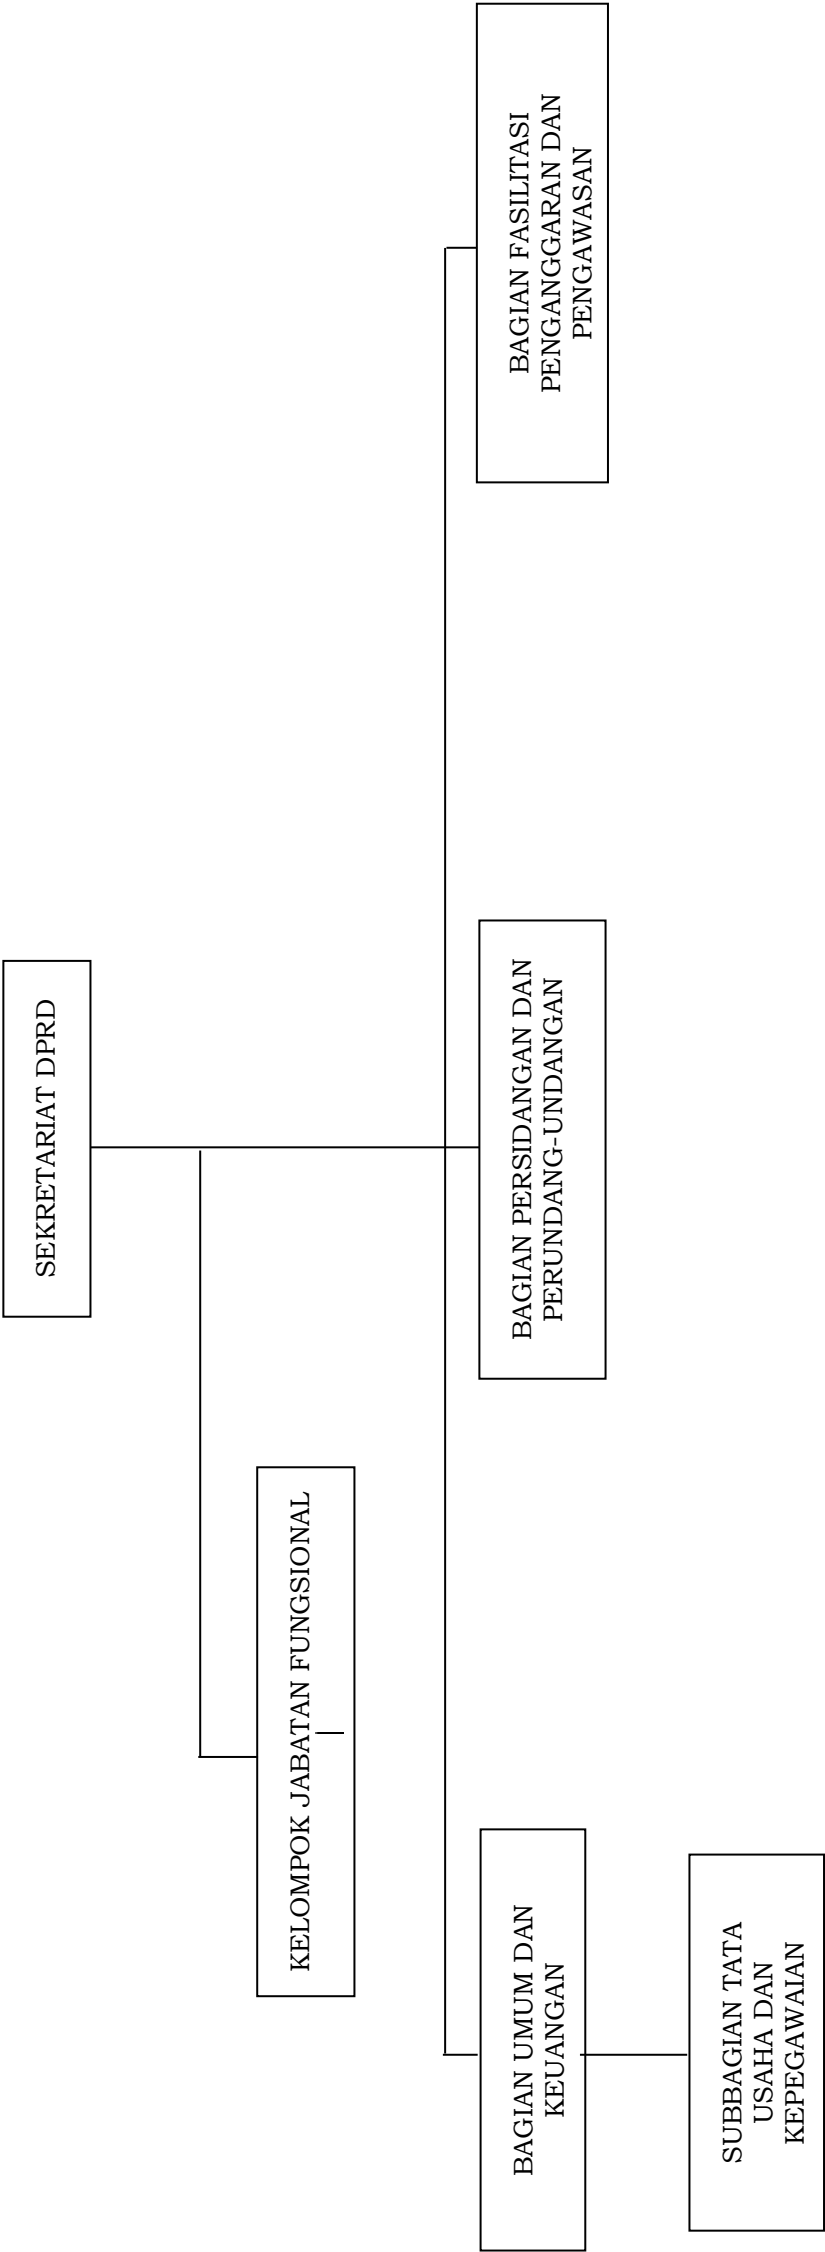 SEKRETARIAT DPRD
KELOMPOK JABATAN FUNGSIONAL
BAGIAN UMUM DAN
KEUANGAN
BAGIAN PERSIDANGAN DAN
PERUNDANG-UNDANGAN
BAGIAN FASILITASI
PENGANGGARAN DAN
PENGAWASAN
SUBBAGIAN TATA
USAHA DAN
KEPEGAWAIAN